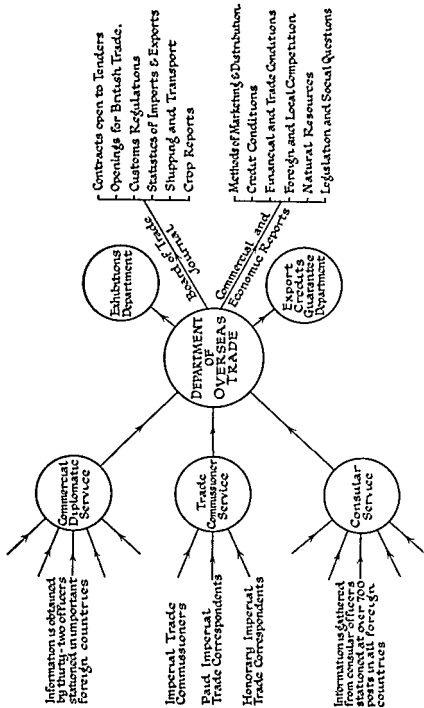 Information is obtained
by thirty-two officers
stationed in important
foreign countries
Commercial
Diplomatic
Service
Imperial Trade
Commissioners
Paid Imperial
Trade Correspondents
Honorary Imperial
Trade Correspondents
Trade
Commissioner
Service
Information is gathered
from consular officers
stationed at over 700
posts in all foreign
countries
Consular
Service
DEPARTMENT
OF
OVERSEAS
TRADE
Exhibitions
Department
Export
Credits
Guarantee
Department
Board of Trade
Journal
Contracts open to Tenders
Openings for British Trade.
Customs Regulations
Statistics of Imports & Exports
Shipping and Transport
Crop Reports
Commercial and
Economic Reports
Methods of Marketing & Distribution
Credit Conditions
Financial and Trade Conditions
Foreign and Local Competition
Natural Resources
Legislation and Social Questions